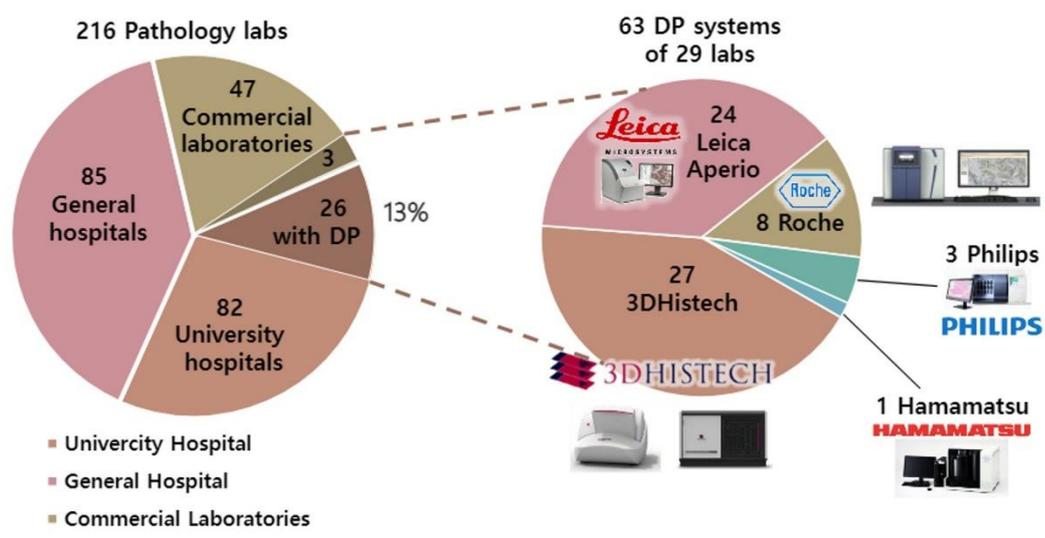 216 Pathology labs
47
Commercial
laboratories
3
85
General
hospitals
26
with DP
13%
82
University
hospitals
Univercity Hospital
General Hospital
Commercial Laboratories
63 DP systems
of 29 labs
Leica
MICROSYSTEMS
24
Leica
Aperio
Roche
8 Roche
27
3DHistech
3DHISTECH
3 Philips
PHILIPS
1 Hamamatsu
HAMAMATSU